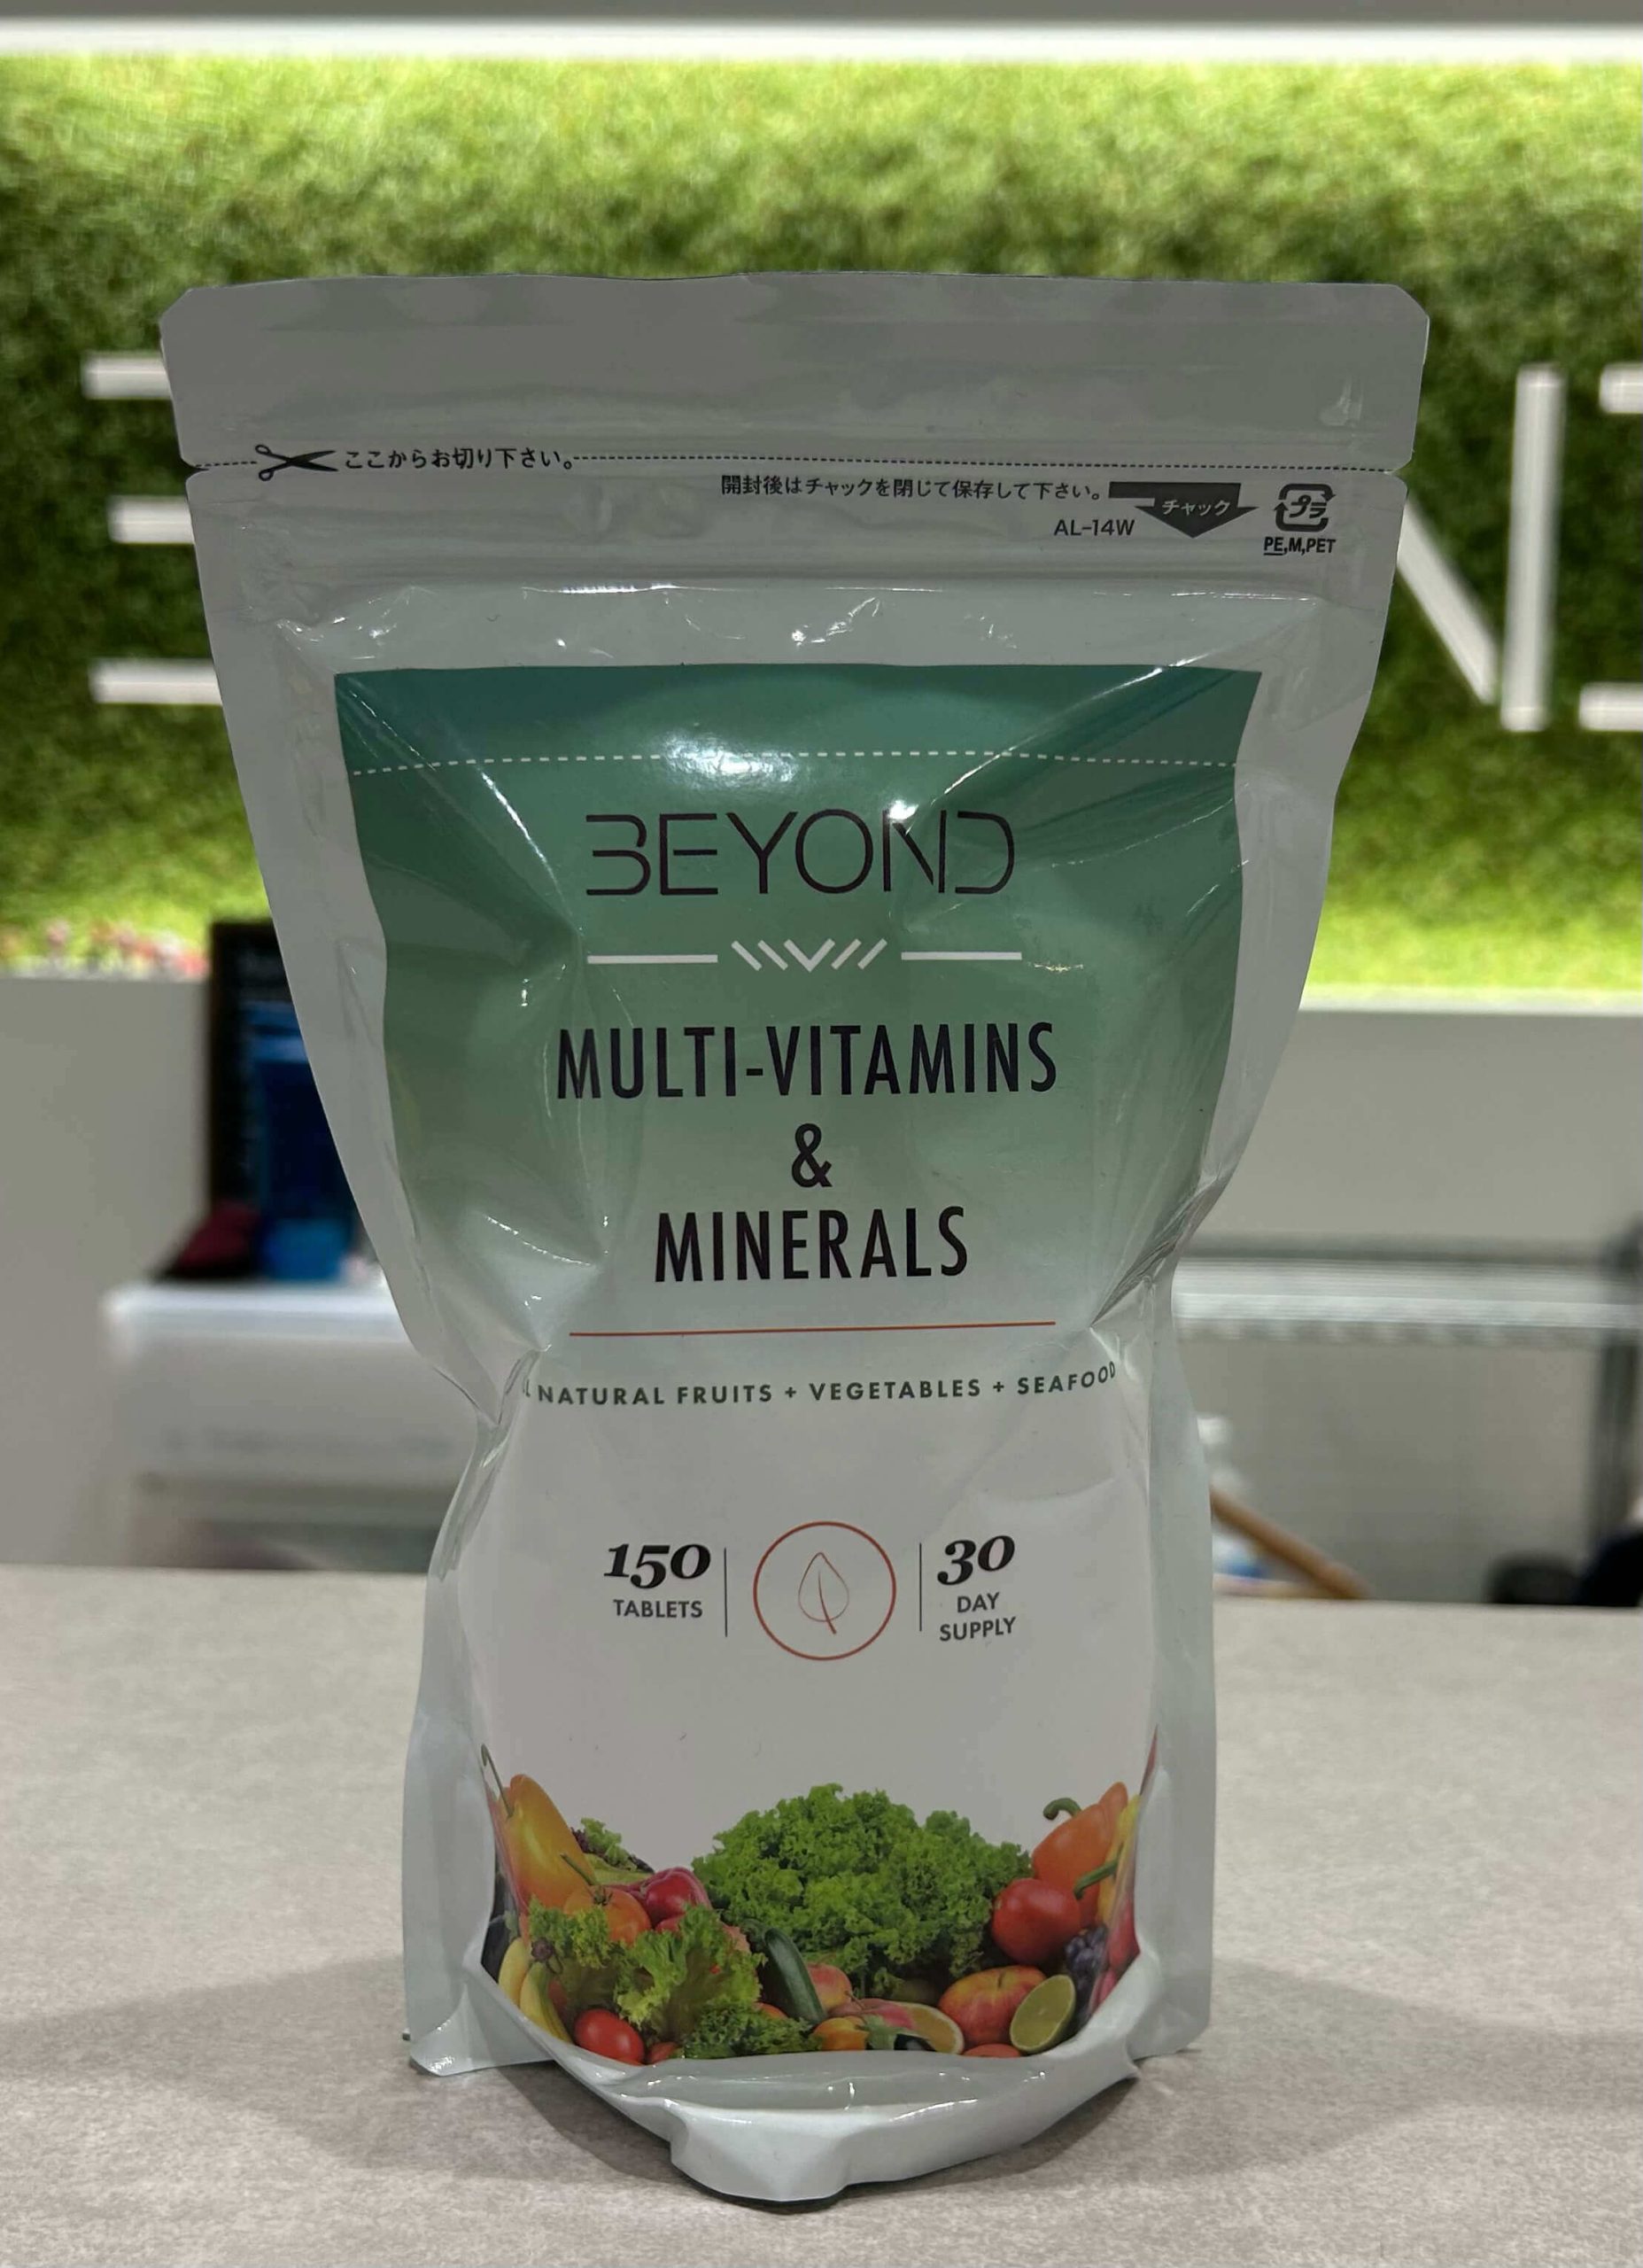 ここからお切り下さい。
開封後はチャックを閉じて保存して下さい。
チャック
プラ
AL-14W
PE,M,PET
BEYOND
MULTI-VITAMINS
&
MINERALS
NATURAL FRUITS + VEGETABLES + SEAFOOD
150
TABLETS
30
DAY
SUPPLY